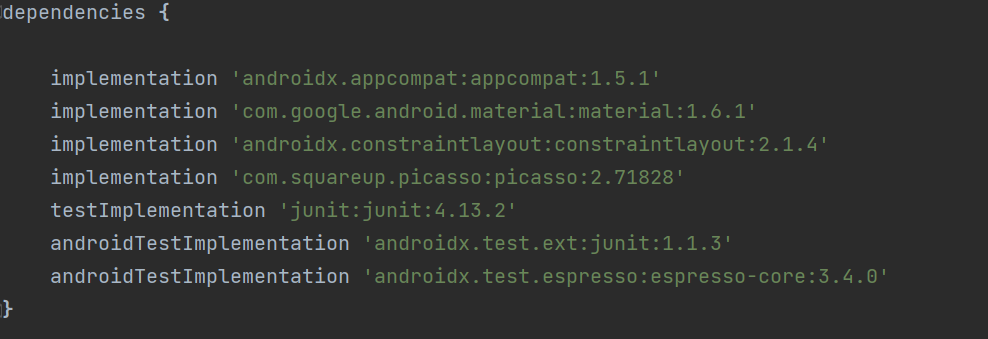 dependencies {
implementation 'androidx.appcompat:appcompat:1.5.1'
implementation 'com.google.android.material:material:1.6.1'
implementation 'androidx.constraintlayout:constraintlayout:2.1.4'
implementation 'com.squareup.picasso:picasso:2.71828'
testImplementation 'junit:junit:4.13.2'
androidTestImplementation 'androidx.test.ext:junit:1.1.3'
androidTestImplementation 'androidx.test.espresso:espresso-core:3.4.0'
}